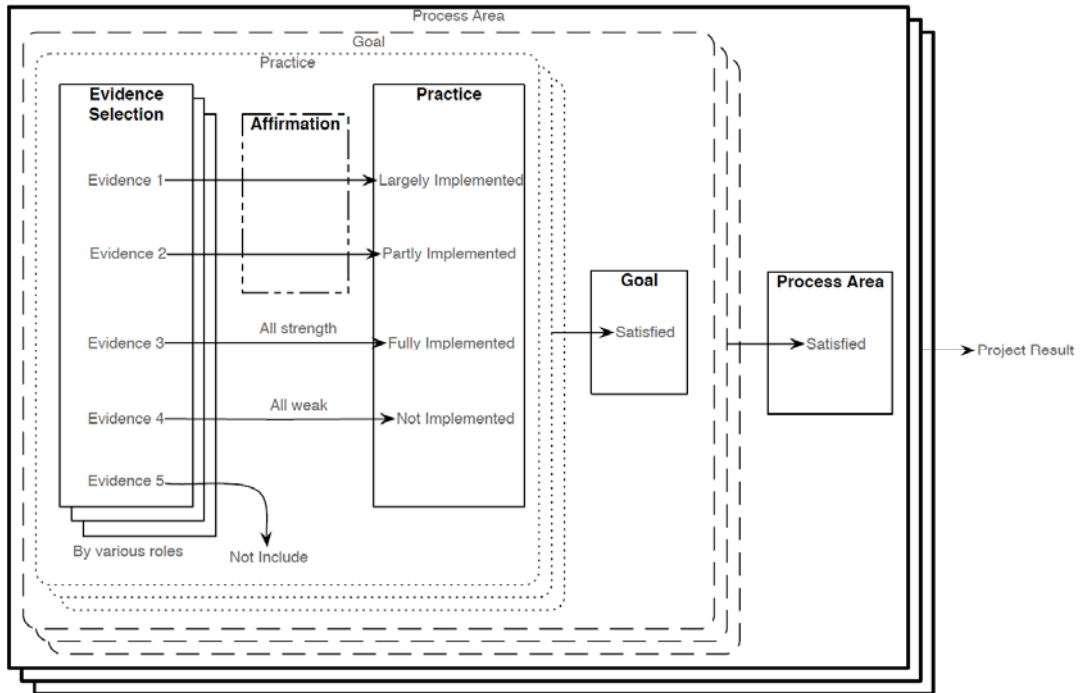 Process Area
Goal
Practice
Evidence
Selection
Affirmation
Practice
Evidence 1
Largely Implemented
Evidence 2
Partly Implemented
Goal
Process Area
All strength
Evidence 3
Fully Implemented
Satisfied
Satisfied
Project Result
All weak
Evidence 4
Not Implemented
Evidence 5
By various roles
Not Include